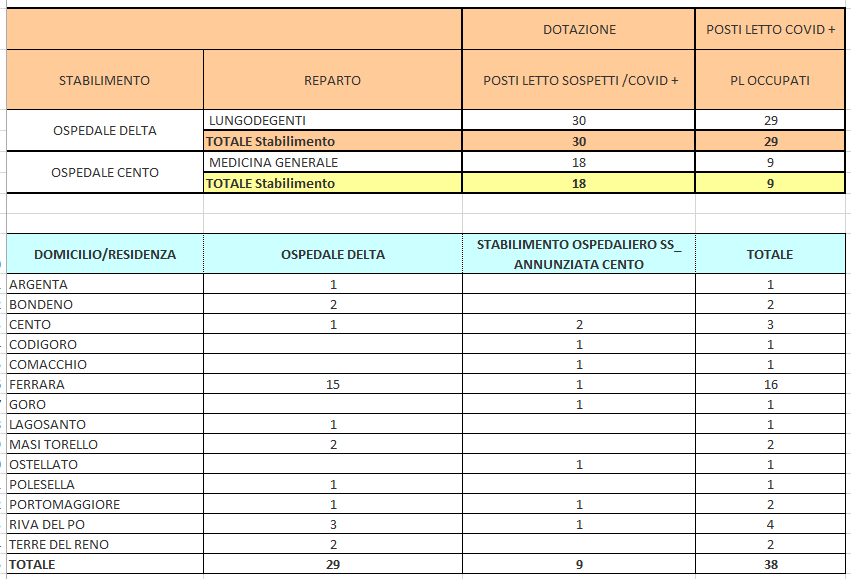 DOTAZIONE POSTI LETTO COVID +
STABILIMENTO REPARTO POSTI LETTO SOSPETTI /COVID + PL OCCUPATI
OSPEDALE DELTA LUNGODEGENTI 30 29
TOTALE Stabilimento 30 29
OSPEDALE CENTO MEDICINA GENERALE 18 9
TOTALE Stabilimento 18 9
DOMICILIO/RESIDENZA OSPEDALE DELTA STABILIMENTO OSPEDALIERO SS_
ANNUNZIATA CENTO TOTALE
ARGENTA 1 1
BONDENO 2 2
CENTO 1 2 3
CODIGORO 1 1
COMACCHIO 1 1
FERRARA 15 1 16
GORO 1 1
LAGOSANTO 1 1
MASI TORELLO 2 2
OSTELLATO 1 1
POLESELLA 1 1
PORTOMAGGIORE 1 1 2
RIVA DEL PO 3 1 4
TERRE DEL RENO 2 2
TOTALE 29 9 38